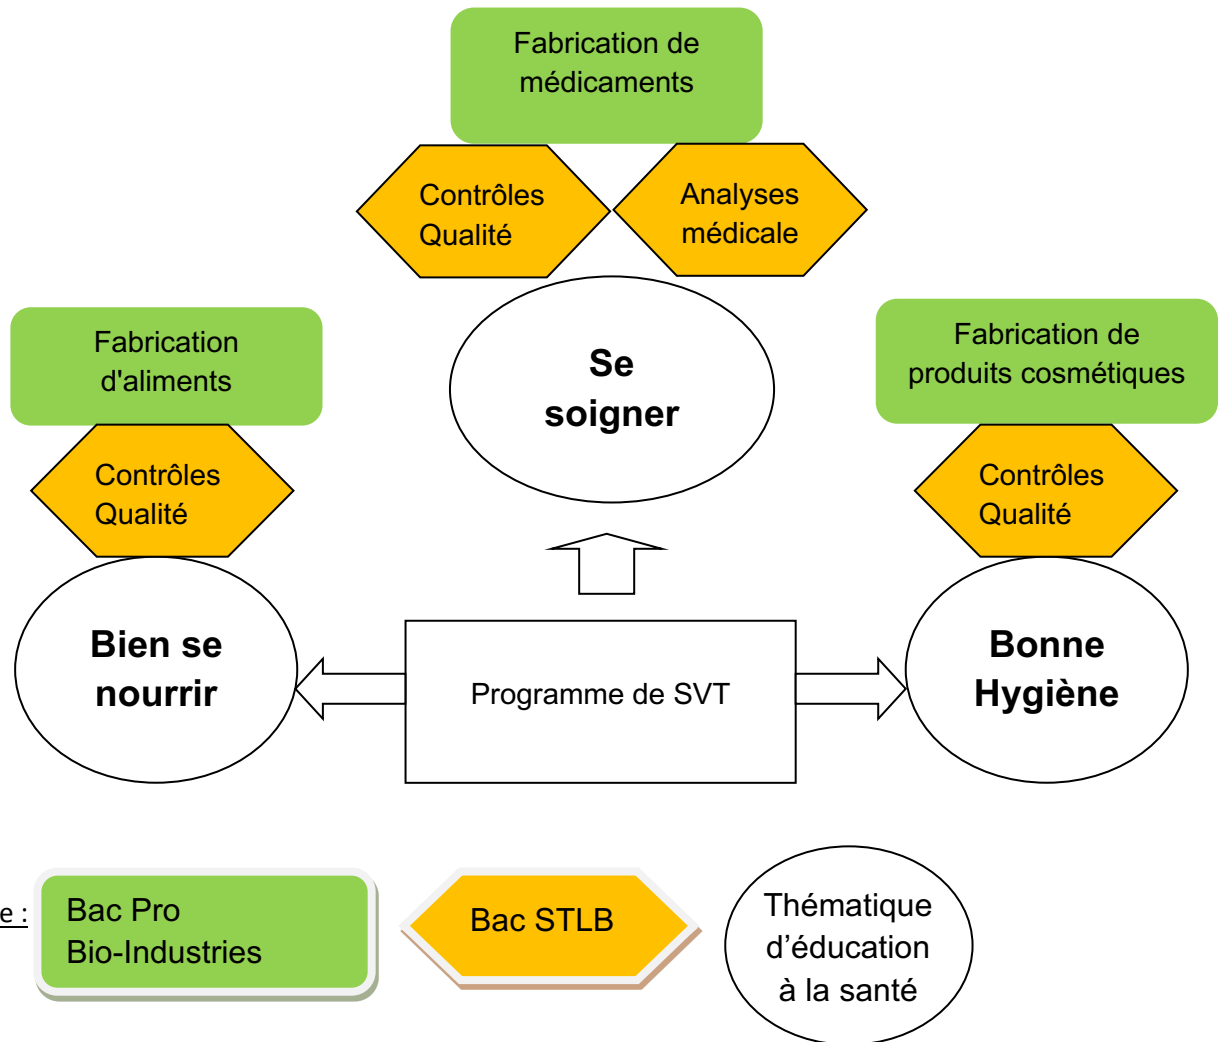 Fabrication de
médicaments
Contrôles
Qualité
Analyses
médicale
Se
soigner
Fabrication
d'aliments
Contrôles
Qualité
Bien se
nourrir
Fabrication de
produits cosmétiques
Contrôles
Qualité
Bonne
Hygiène
Programme de SVT
e :
Bac Pro
Bio-Industries
Bac STLB
Thématique
d’éducation
à la santé